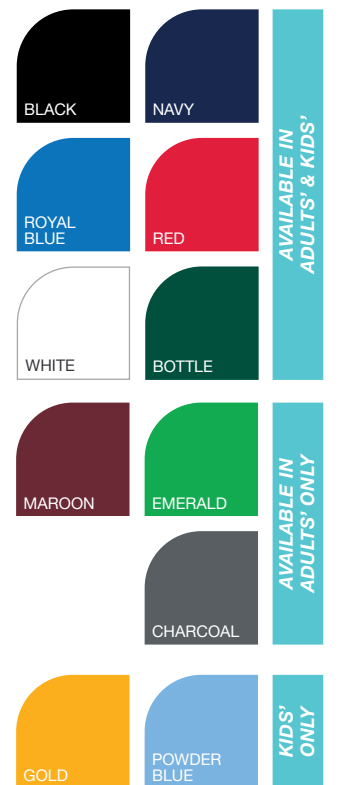 BLACK
NAVY
ROYAL
BLUE
RED
WHITE
BOTTLE
AVAILABLE IN
ADULTS' & KIDS'
MAROON
EMERALD
CHARCOAL
AVAILABLE IN
ADULTS' ONLY
GOLD
POWDER
BLUE
KIDS'
ONLY